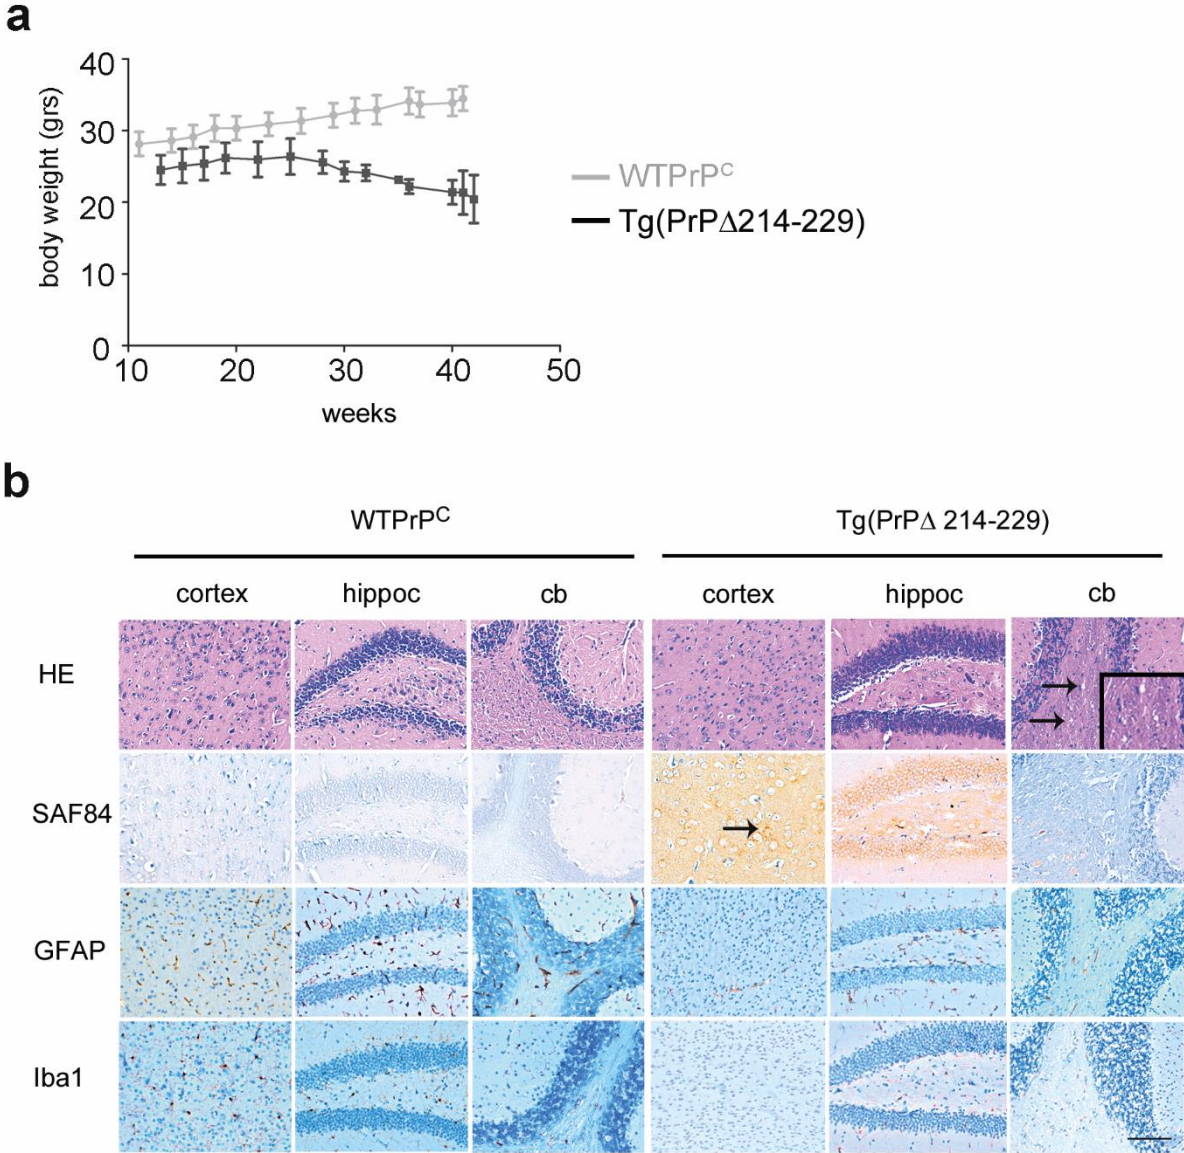 a
40
30
20
10
0
body weight (grs)
10 20 30 40 50
weeks
WTPrPᶜ
Tg(PrPΔ214-229)
b
WTPrPᶜ Tg(PrPΔ 214-229)
cortex hippoc cb cortex hippoc cb
HE
SAF84
GFAP
Iba1